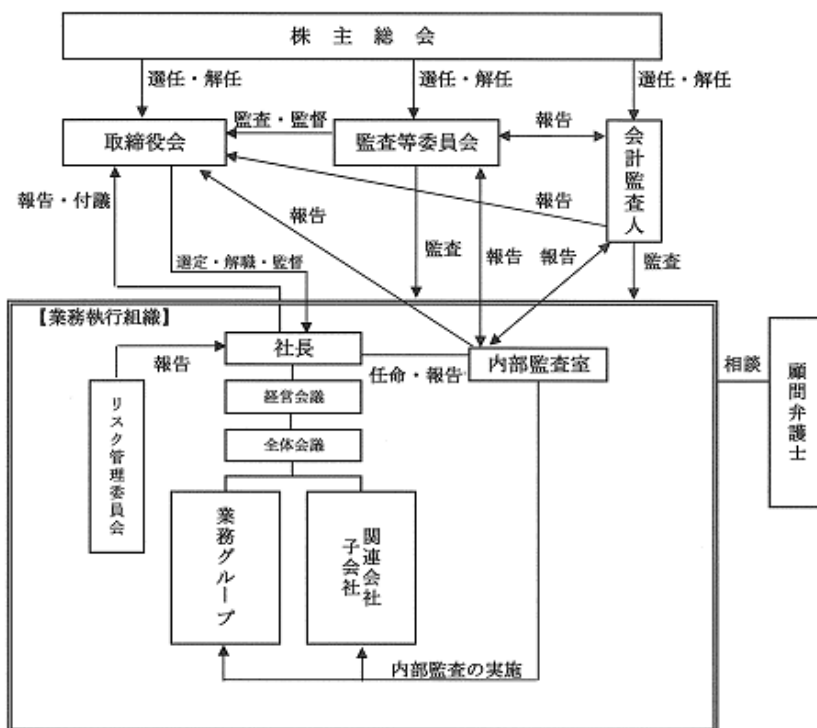 株主総会
選任・解任
選任・解任
選任・解任
取締役会
監査・監督
監査等委員会
報告
会計監査人
報告・付議
報告
報告
選定・解職・監督
監査
報告
報告
監査
【業務執行組織】
社長
報告
任命・報告
内部監査室
相談
顧問弁護士
リスク管理委員会
経営会議
全体会議
業務グループ
関連会社
子会社
内部監査の実施